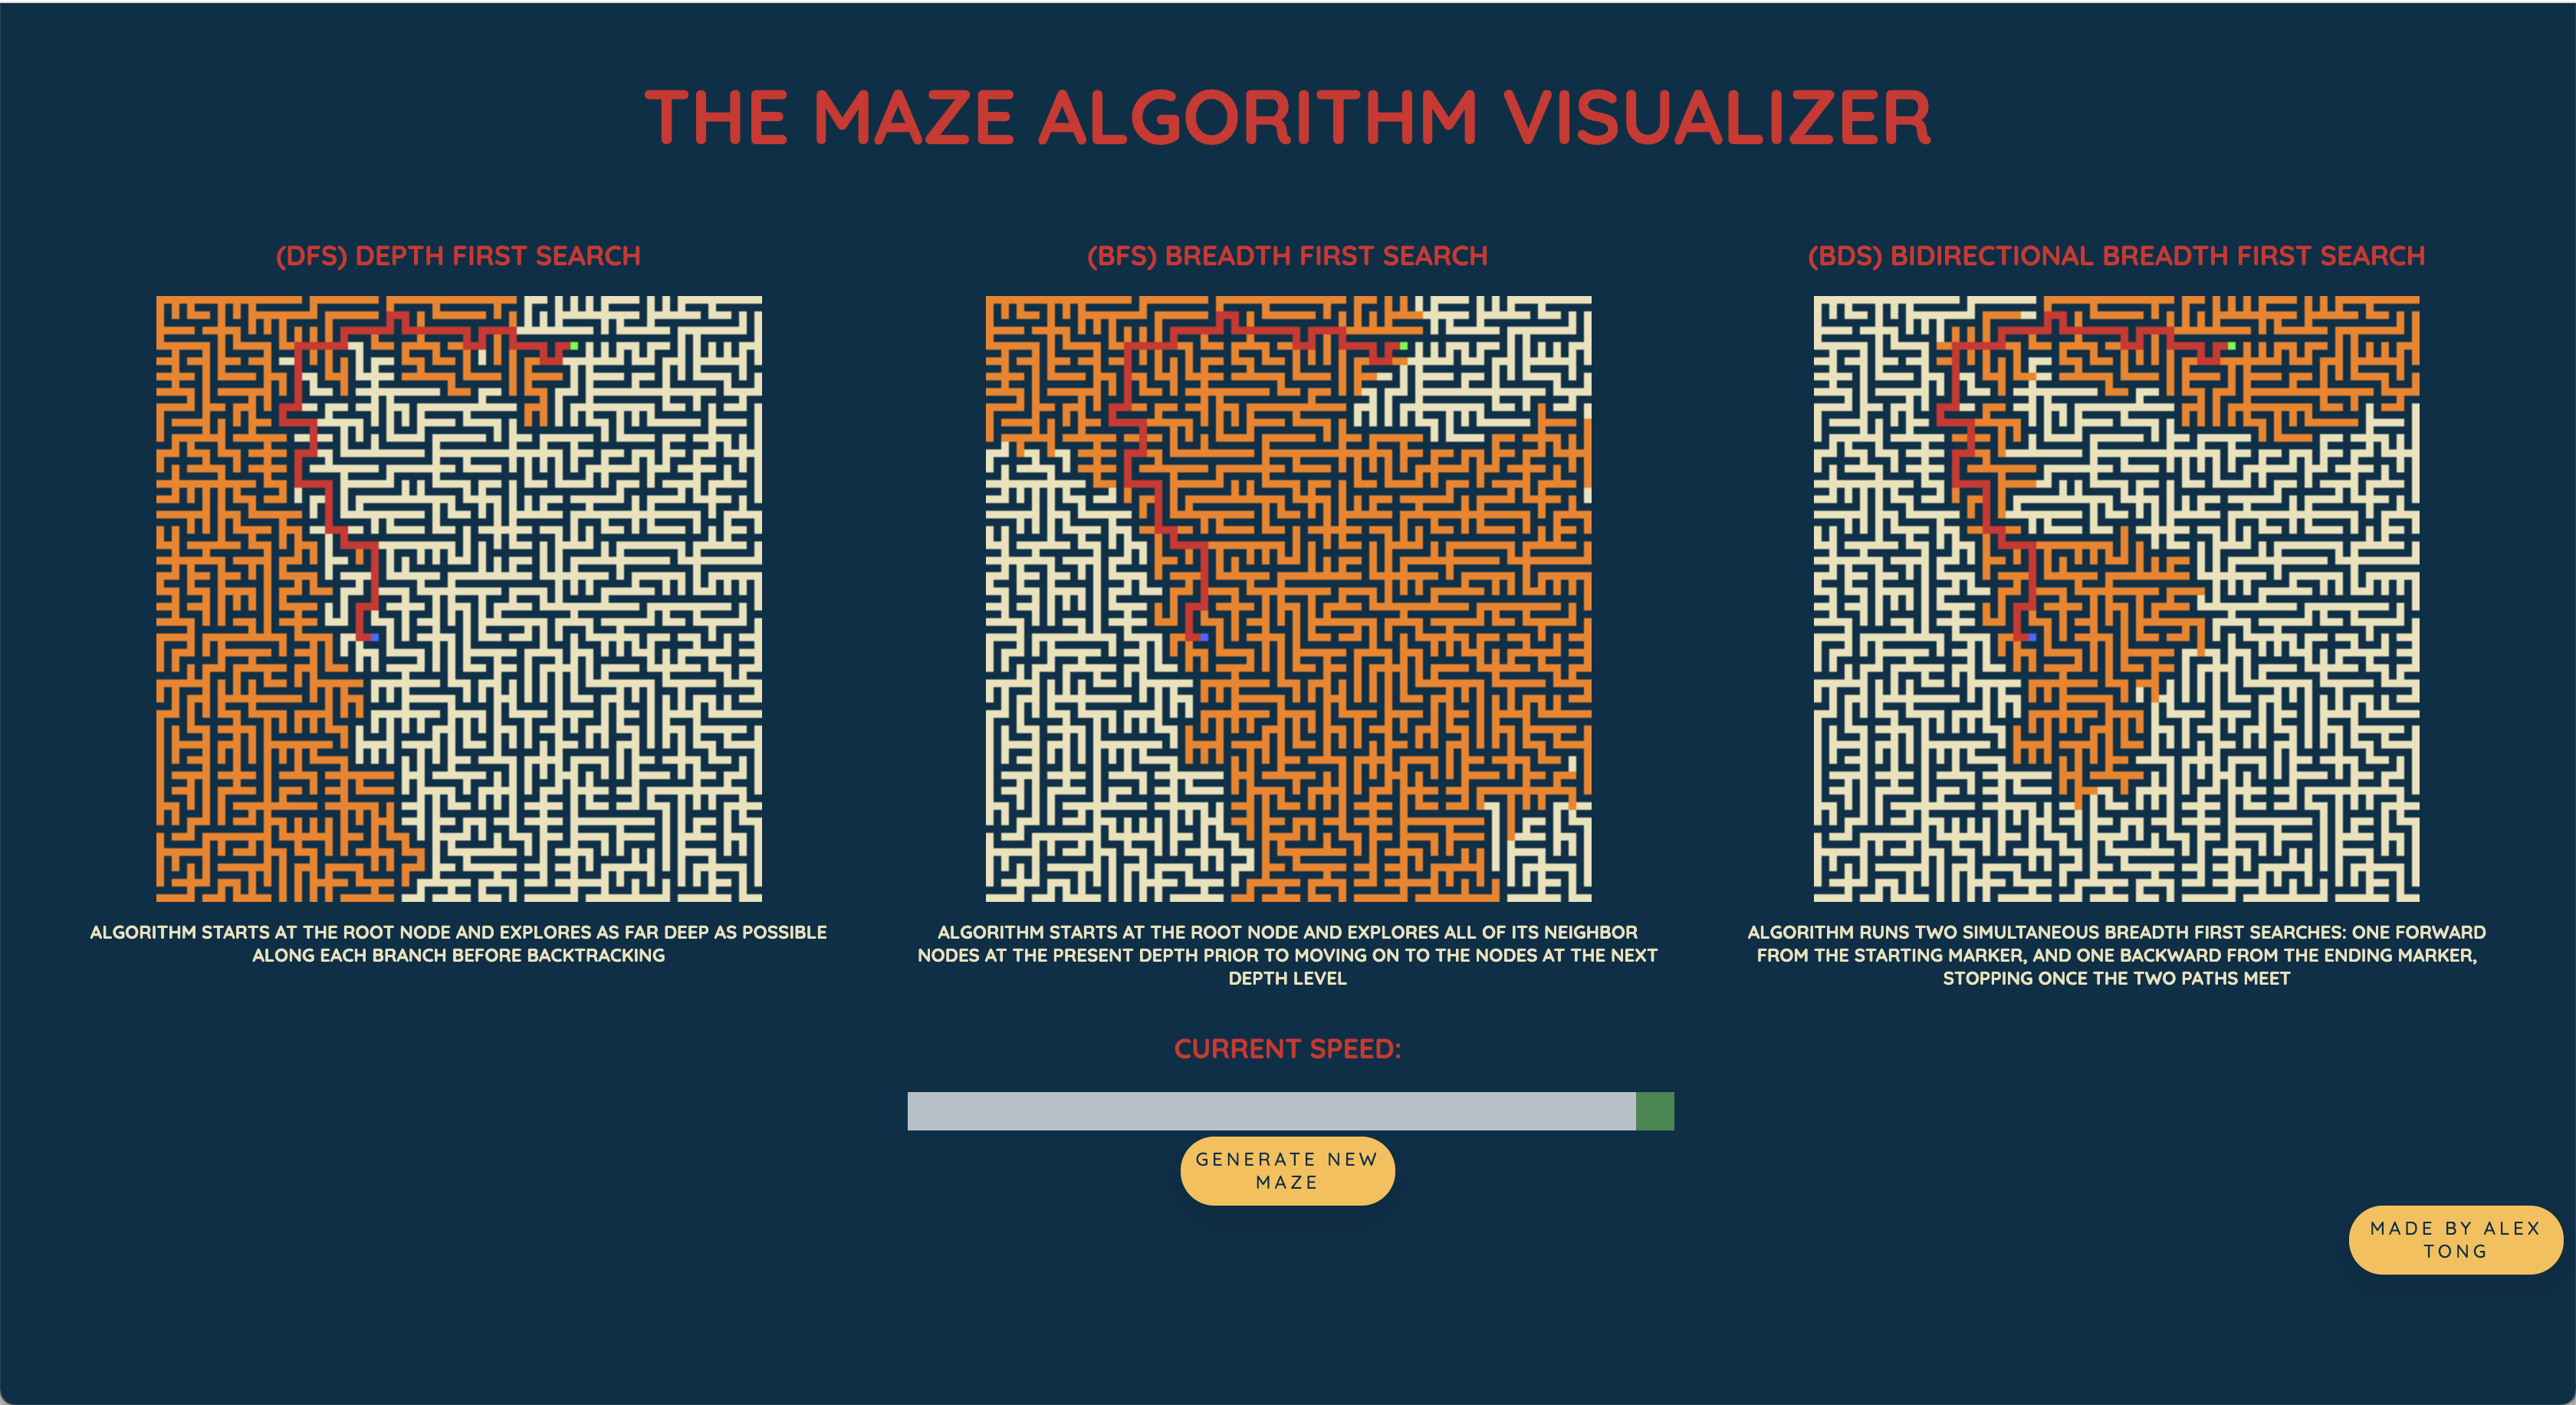 THE MAZE ALGORITHM VISUALIZER
(DFS) DEPTH FIRST SEARCH
ALGORITHM STARTS AT THE ROOT NODE AND EXPLORES AS FAR DEEP AS POSSIBLE
ALONG EACH BRANCH BEFORE BACKTRACKING
(BFS) BREADTH FIRST SEARCH
ALGORITHM STARTS AT THE ROOT NODE AND EXPLORES ALL OF ITS NEIGHBOR
NODES AT THE PRESENT DEPTH PRIOR TO MOVING ON TO THE NODES AT THE NEXT
DEPTH LEVEL
(BDS) BIDIRECTIONAL BREADTH FIRST SEARCH
ALGORITHM RUNS TWO SIMULTANEOUS BREADTH FIRST SEARCHES: ONE FORWARD
FROM THE STARTING MARKER, AND ONE BACKWARD FROM THE ENDING MARKER,
STOPPING ONCE THE TWO PATHS MEET
CURRENT SPEED:
GENERATE NEW
MAZE
MADE BY ALEX
TONG